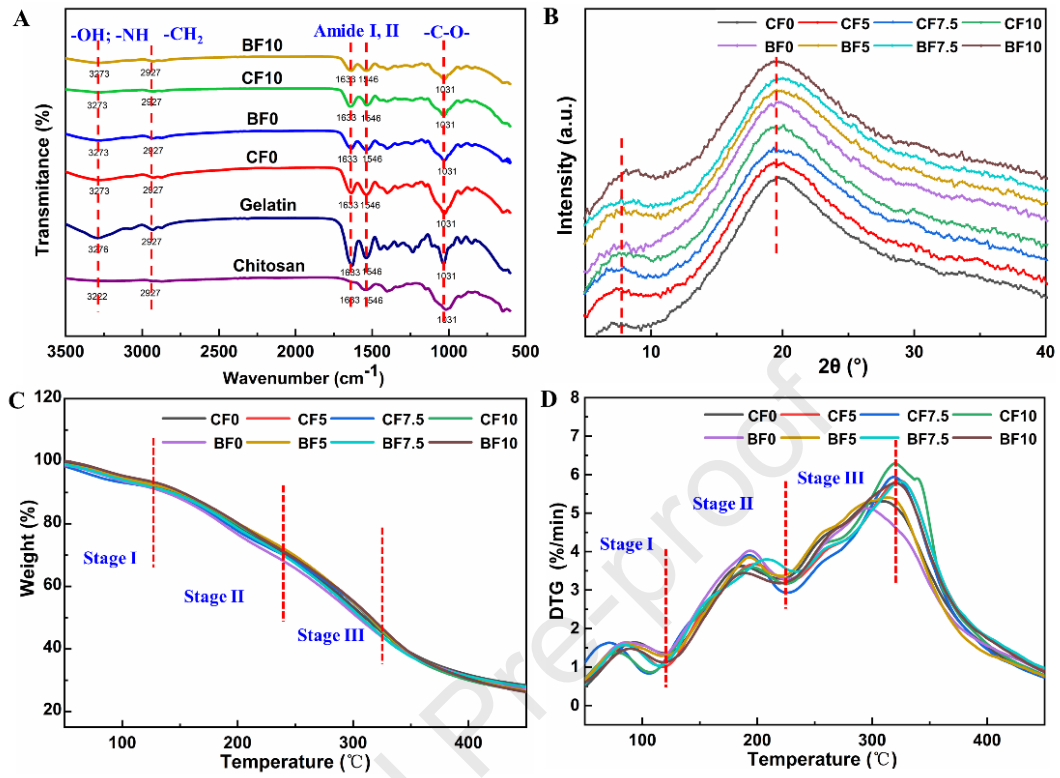 A
-OH; -NH -CH2 Amide I, II -C-O-
BF10
3273 2927 1633 1546 1031
CF10
3273 2927 1633 1546 1031
BF0
3273 2927 1633 1546 1031
CF0
3273 2927 1633 1546 1031
Gelatin
3276 2927 1633 1546 1031
Chitosan
3222 2927 1633 1546 1031
Transmitance (%)
3500 3000 2500 2000 1500 1000 500
Wavenumber (cm-1)
B
CF0 CF5 CF7.5 CF10
BF0 BF5 BF7.5 BF10
Intensity (a.u.)
10 20 30 40
2θ (°)
C
CF0 CF5 CF7.5 CF10
BF0 BF5 BF7.5 BF10
120
100
80
60
40
20
Weight (%)
Stage I
Stage II
Stage III
100 200 300 400
Temperature (℃)
D
CF0 CF5 CF7.5 CF10
BF0 BF5 BF7.5 BF10
8
7
6
5
4
3
2
1
0
DTG (%/min)
Stage I
Stage II
Stage III
100 200 300 400
Temperature (℃)
Pre-proof